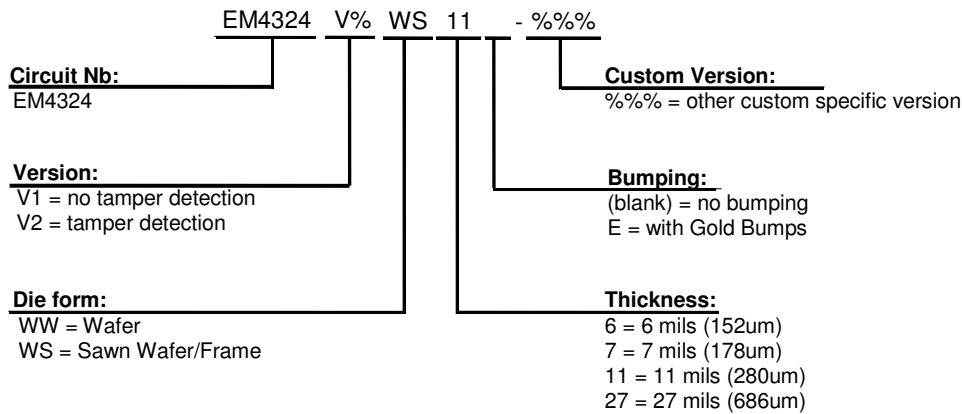 EM4324 V% WS 11 - %%%
Circuit Nb:
EM4324
Custom Version:
%%% = other custom specific version
Version:
V1 = no tamper detection
V2 = tamper detection
Bumping:
(blank) = no bumping
E = with Gold Bumps
Die form:
WW = Wafer
WS = Sawn Wafer/Frame
Thickness:
6 = 6 mils (152um)
7 = 7 mils (178um)
11 = 11 mils (280um)
27 = 27 mils (686um)